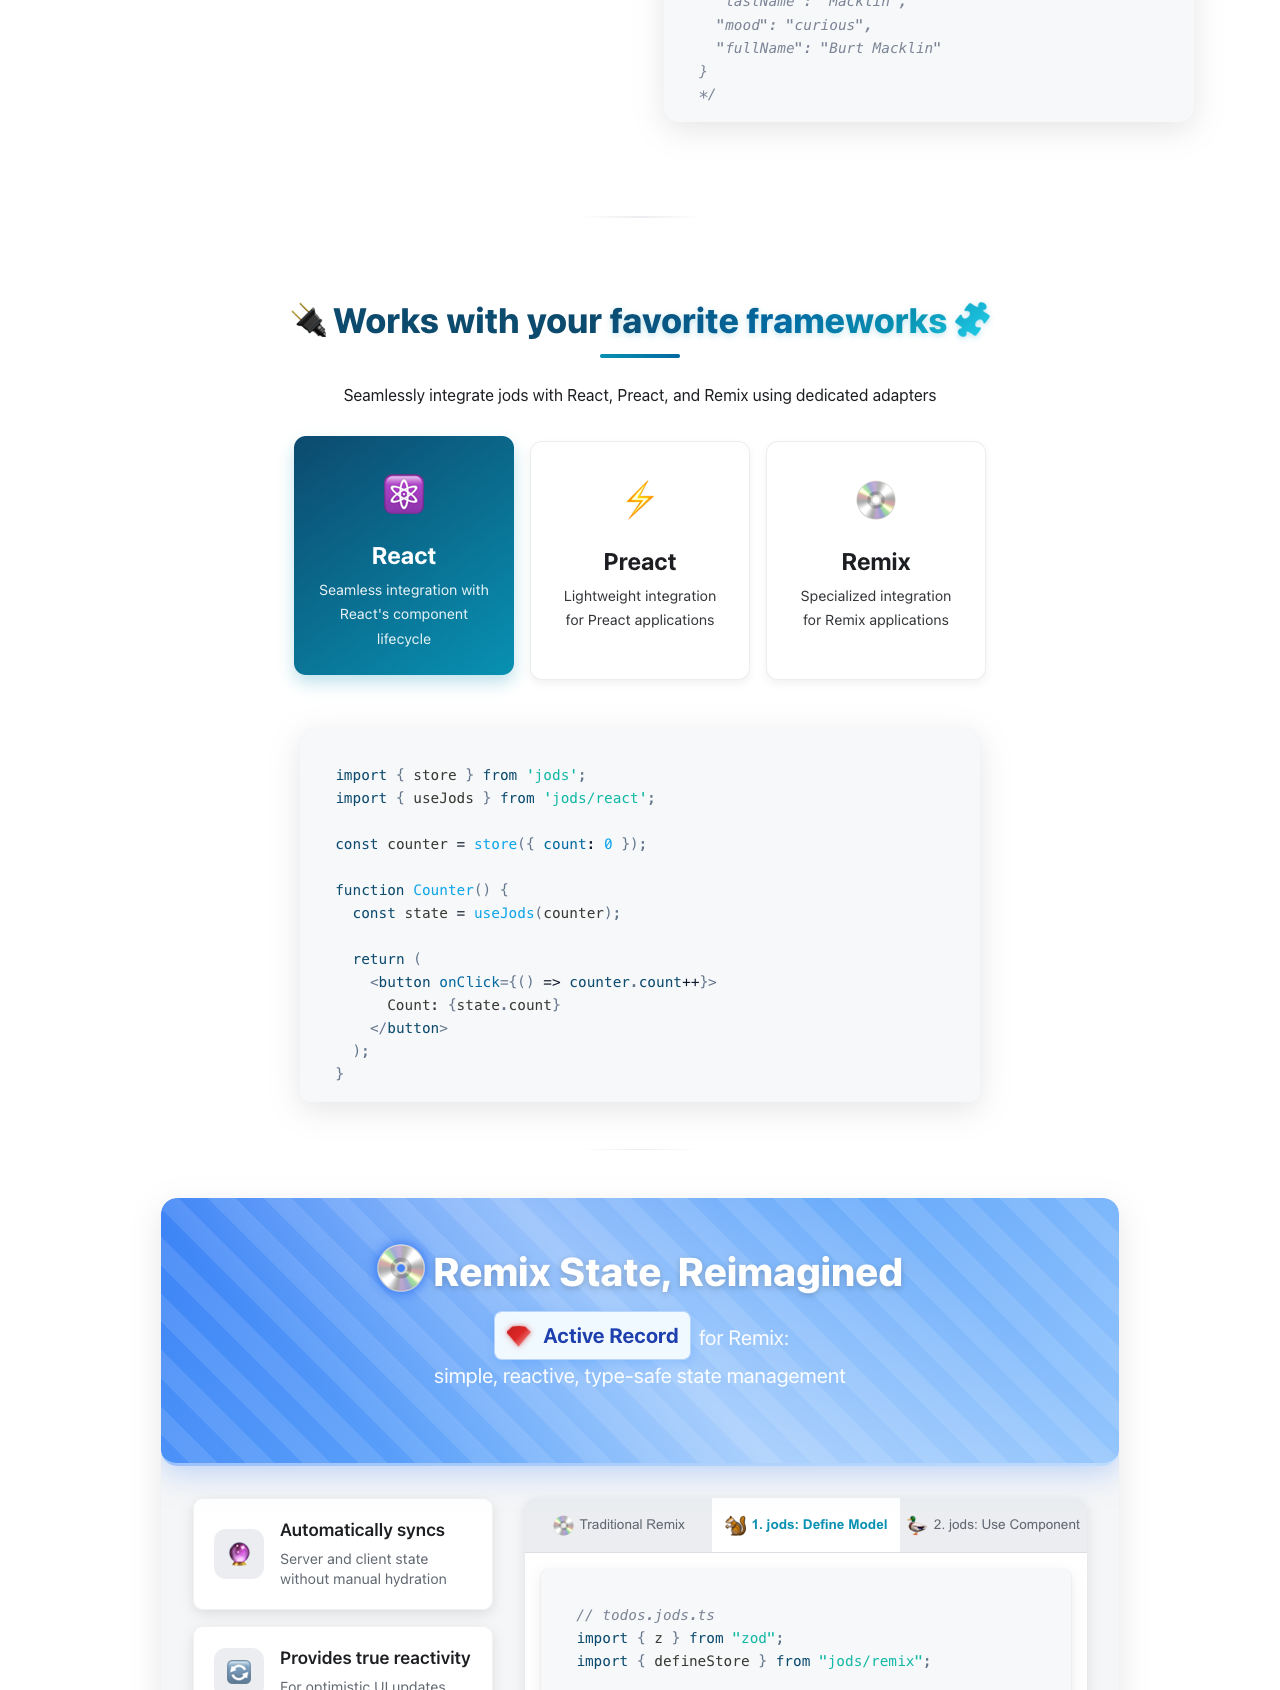 "lastName": "Macklin",
"mood": "curious",
"fullName": "Burt Macklin"
}
*/
Works with your favorite frameworks
Seamlessly integrate jods with React, Preact, and Remix using dedicated adapters
React
Seamless integration with
React's component
lifecycle
Preact
Lightweight integration
for Preact applications
Remix
Specialized integration
for Remix applications
import { store } from 'jods';
import { useJods } from 'jods/react';
const counter = store({ count: 0 });
function Counter() {
const state = useJods(counter);
return (
<button onClick={() => counter.count++}>
Count: {state.count}
</button>
);
}
Remix State, Reimagined
Active Record for Remix:
simple, reactive, type-safe state management
Automatically syncs
Server and client state
without manual hydration
Provides true reactivity
For optimistic UI updates
Traditional Remix
1. jods: Define Model
2. jods: Use Component
// todos.jods.ts
import { z } from "zod";
import { defineStore } from "jods/remix";